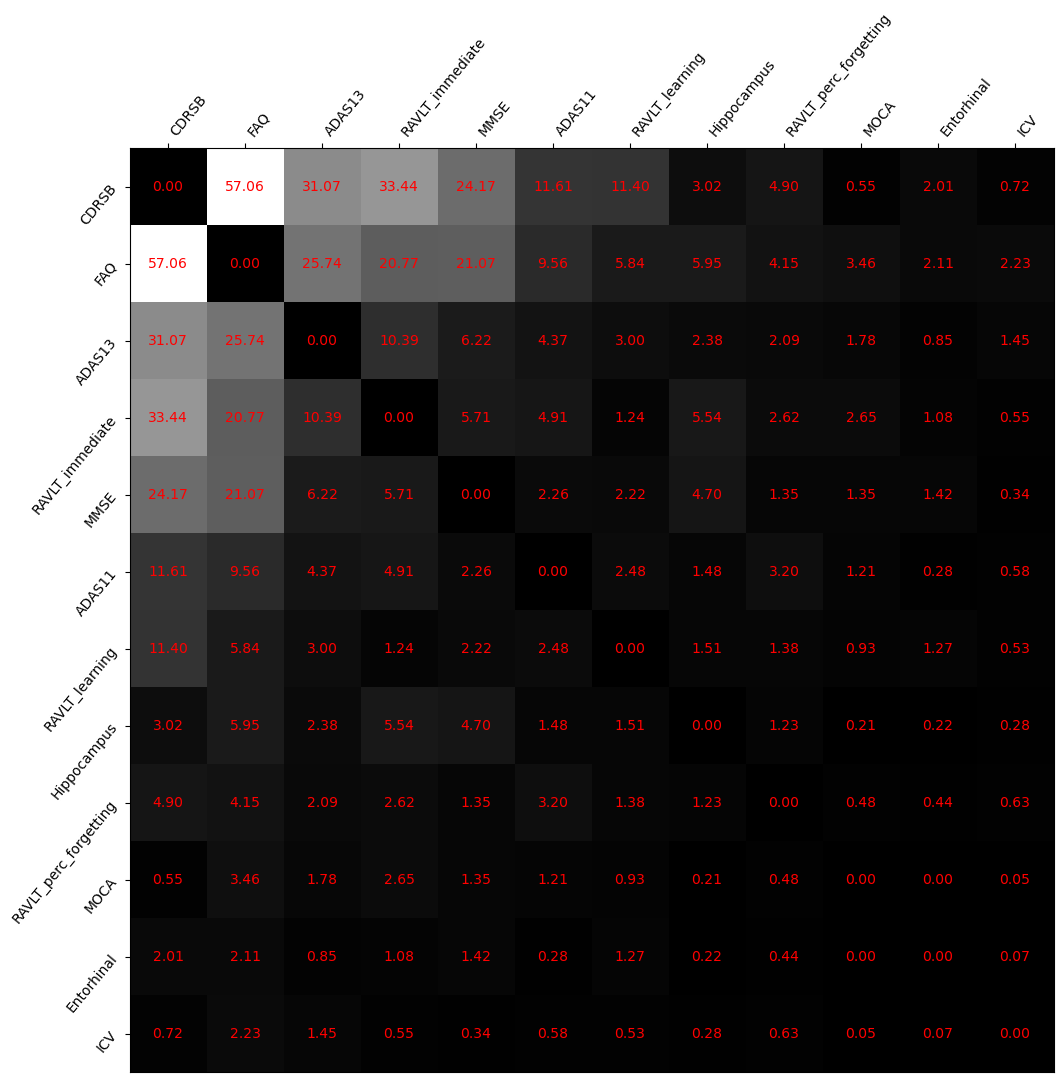 CDRSB FAQ ADAS13 RAVLT_immediate MMSE ADAS11 RAVLT_learning Hippocampus RAVLT_perc_forgetting MOCA Entorhinal ICV
CDRSB 0.00 57.06 31.07 33.44 24.17 11.61 11.40 3.02 4.90 0.55 2.01 0.72
FAQ 57.06 0.00 25.74 20.77 21.07 9.56 5.84 5.95 4.15 3.46 2.11 2.23
ADAS13 31.07 25.74 0.00 10.39 6.22 4.37 3.00 2.38 2.09 1.78 0.85 1.45
RAVLT_immediate 33.44 20.77 10.39 0.00 5.71 4.91 1.24 5.54 2.62 2.65 1.08 0.55
MMSE 24.17 21.07 6.22 5.71 0.00 2.26 2.22 4.70 1.35 1.35 1.42 0.34
ADAS11 11.61 9.56 4.37 4.91 2.26 0.00 2.48 1.48 3.20 1.21 0.28 0.58
RAVLT_learning 11.40 5.84 3.00 1.24 2.22 2.48 0.00 1.51 1.38 0.93 1.27 0.53
Hippocampus 3.02 5.95 2.38 5.54 4.70 1.48 1.51 0.00 1.23 0.21 0.22 0.28
RAVLT_perc_forgetting 4.90 4.15 2.09 2.62 1.35 3.20 1.38 1.23 0.00 0.48 0.44 0.63
MOCA 0.55 3.46 1.78 2.65 1.35 1.21 0.93 0.21 0.48 0.00 0.00 0.05
Entorhinal 2.01 2.11 0.85 1.08 1.42 0.28 1.27 0.22 0.44 0.00 0.00 0.07
ICV 0.72 2.23 1.45 0.55 0.34 0.58 0.53 0.28 0.63 0.05 0.07 0.00